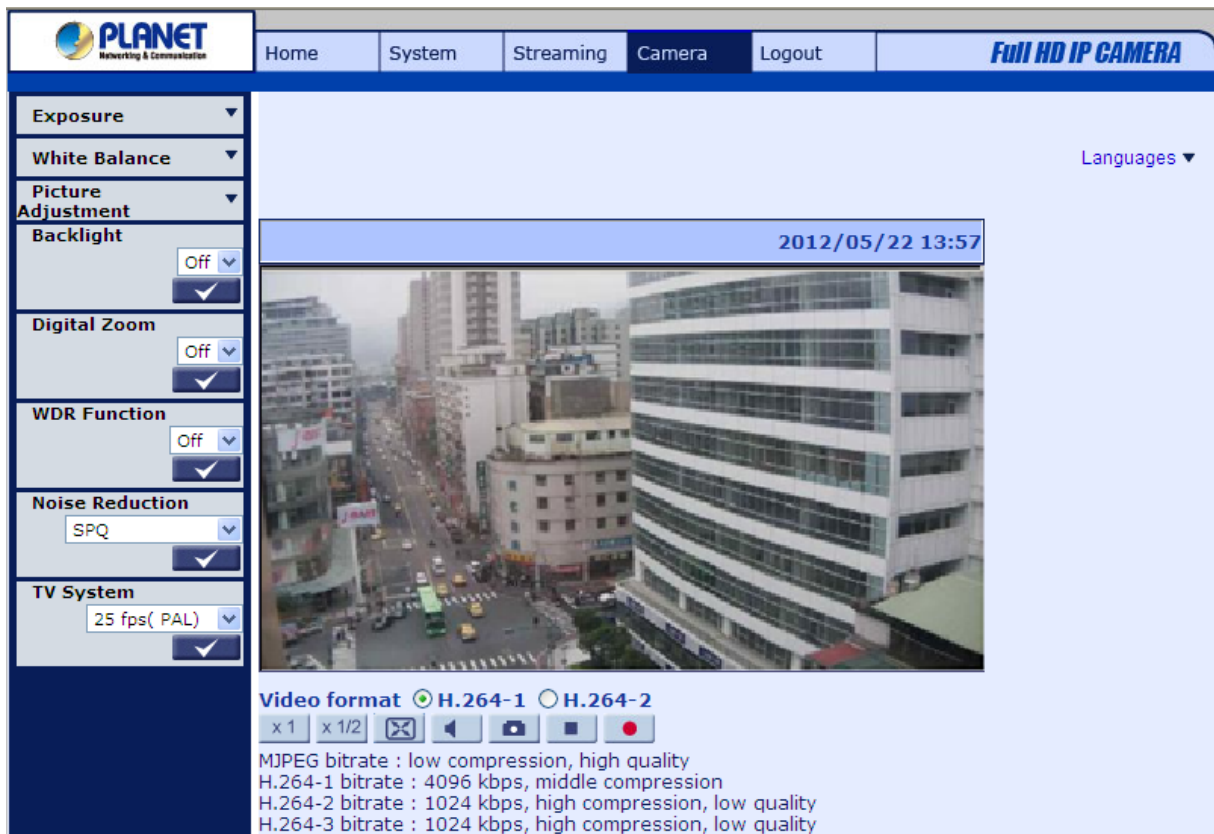 PLANET
Networking & Communication
Home
System
Streaming
Camera
Logout
Full HD IP CAMERA
Exposure
White Balance
Picture
Adjustment
Backlight
Off
Digital Zoom
Off
WDR Function
Off
Noise Reduction
SPQ
TV System
25 fps( PAL)
Languages
2012/05/22 13:57
Video format H.264-1 H.264-2
x 1
x 1/2
MJPEG bitrate : low compression, high quality
H.264-1 bitrate : 4096 kbps, middle compression
H.264-2 bitrate : 1024 kbps, high compression, low quality
H.264-3 bitrate : 1024 kbps, high compression, low quality